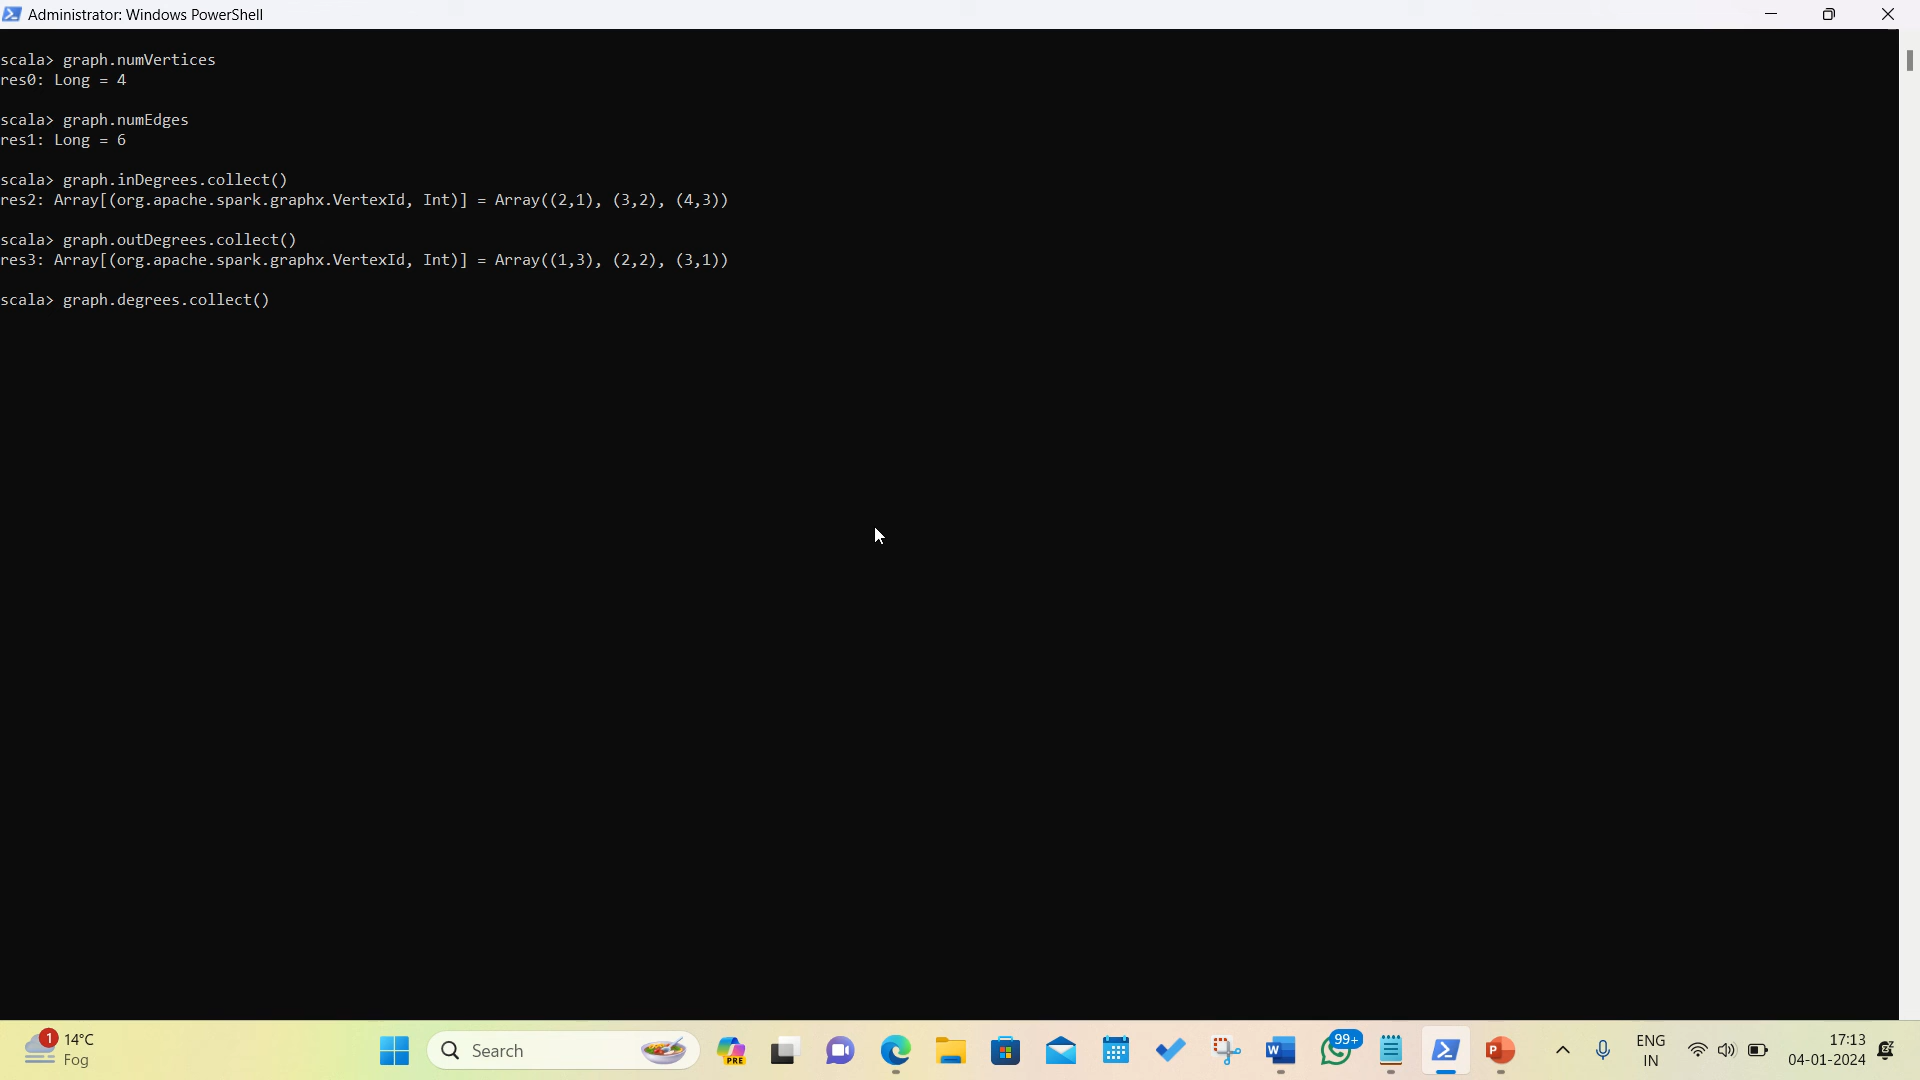 Administrator: Windows PowerShell
scala> graph.numVertices
res0: Long = 4
scala> graph.numEdges
res1: Long = 6
scala> graph.inDegrees.collect()
res2: Array[(org.apache.spark.graphx.VertexId, Int)] = Array((2,1), (3,2), (4,3))
scala> graph.outDegrees.collect()
res3: Array[(org.apache.spark.graphx.VertexId, Int)] = Array((1,3), (2,2), (3,1))
scala> graph.degrees.collect()
1
14°C
Fog
Search
PRE
W
99+
P
ENG
IN
17:13
04-01-2024